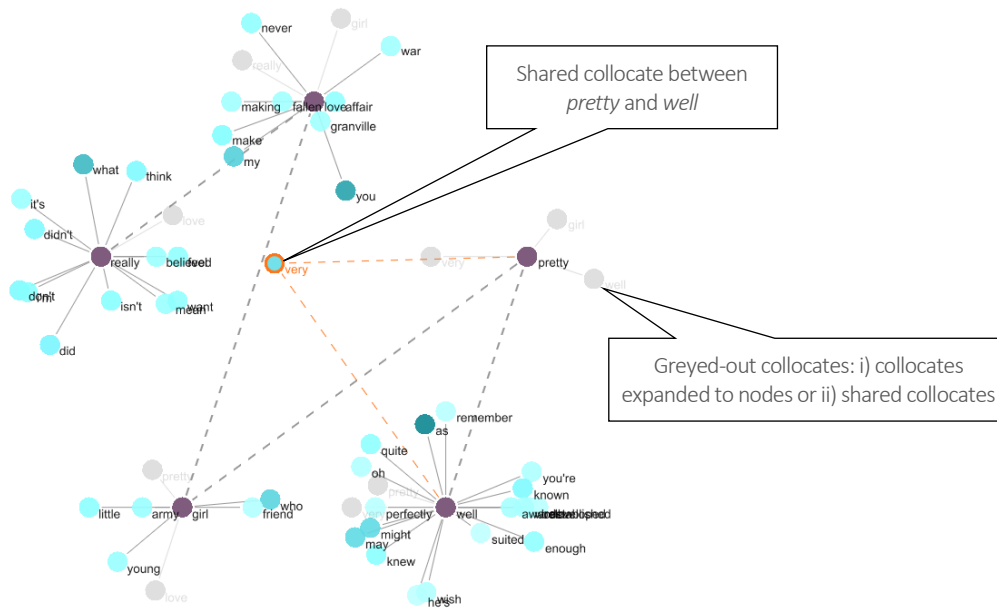 never
girl
war
really
making
fallen
love
affair
granville
make
my
you
Shared collocate between
pretty and well
what
think
it's
love
didn't
really
believed
don't
isn't
want
mean
did
very
very
girl
pretty
well
Greyed-out collocates: i) collocates
expanded to nodes or ii) shared collocates
pretty
little
army
girl
who
friend
young
love
remember
as
quite
oh
you're
pretty
known
very
perfectly
well
might
may
suited
enough
knew
he's
wish